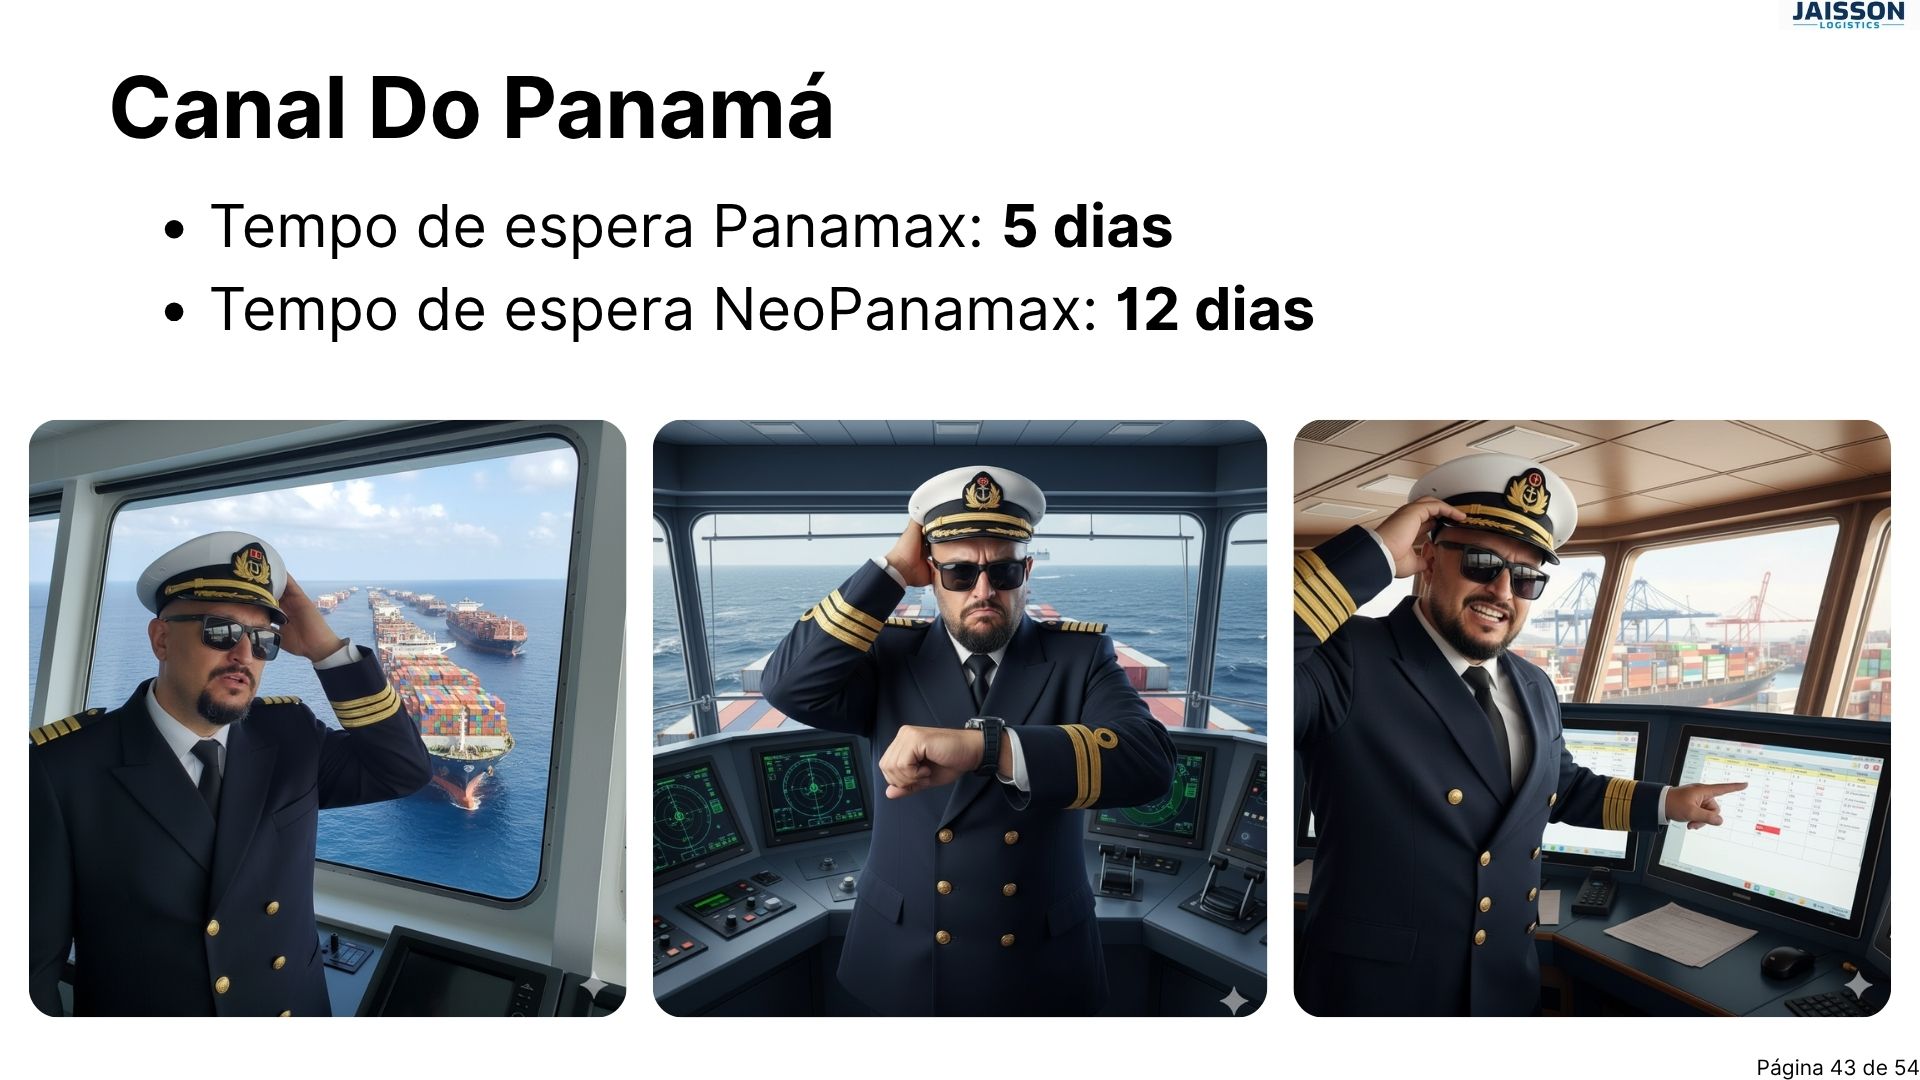 JAISSON
LOGISTICS
Canal Do Panamá
• Tempo de espera Panamax: 5 dias
• Tempo de espera NeoPanamax: 12 dias
Página 43 de 54